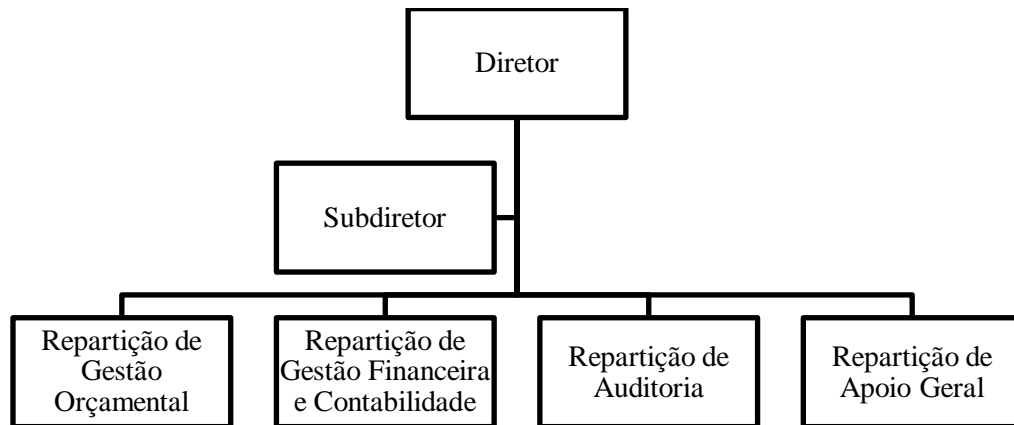 Diretor
Subdiretor
Repartição de
Gestão
Orçamental
Repartição de
Gestão Financeira
e Contabilidade
Repartição de
Auditoria
Repartição de
Apoio Geral